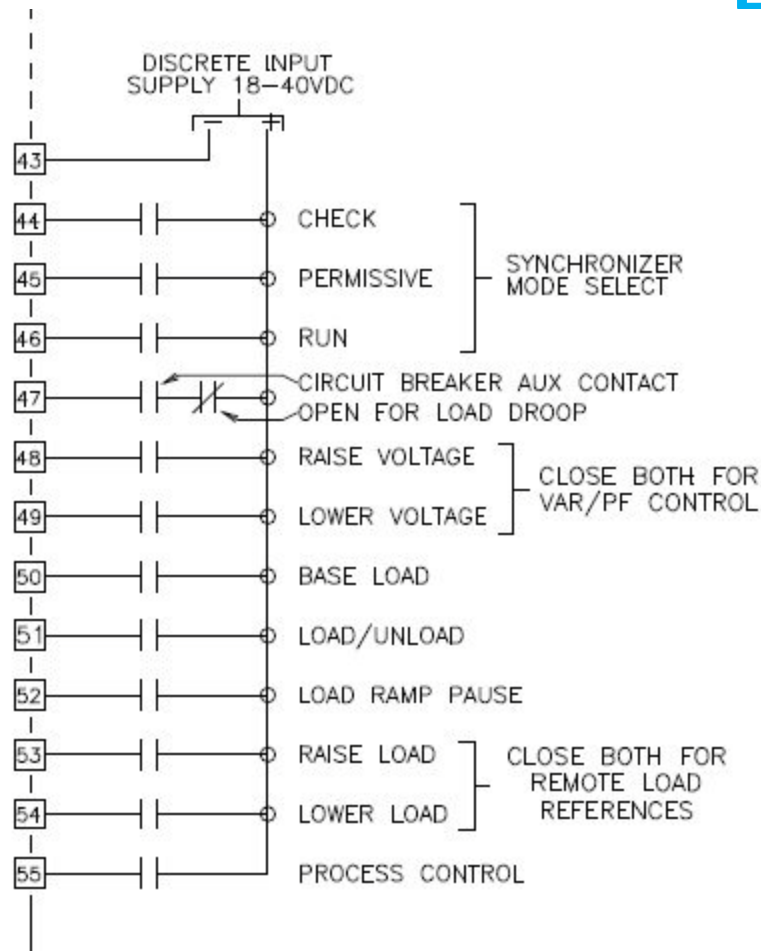 DISCRETE INPUT
SUPPLY 18-40VDC
- +
43
44 CHECK
45 PERMISSIVE
46 RUN
SYNCHRONIZER
MODE SELECT
47 CIRCUIT BREAKER AUX CONTACT
OPEN FOR LOAD DROOP
48 RAISE VOLTAGE
49 LOWER VOLTAGE
CLOSE BOTH FOR
VAR/PF CONTROL
50 BASE LOAD
51 LOAD/UNLOAD
52 LOAD RAMP PAUSE
53 RAISE LOAD
54 LOWER LOAD
CLOSE BOTH FOR
REMOTE LOAD
REFERENCES
55 PROCESS CONTROL